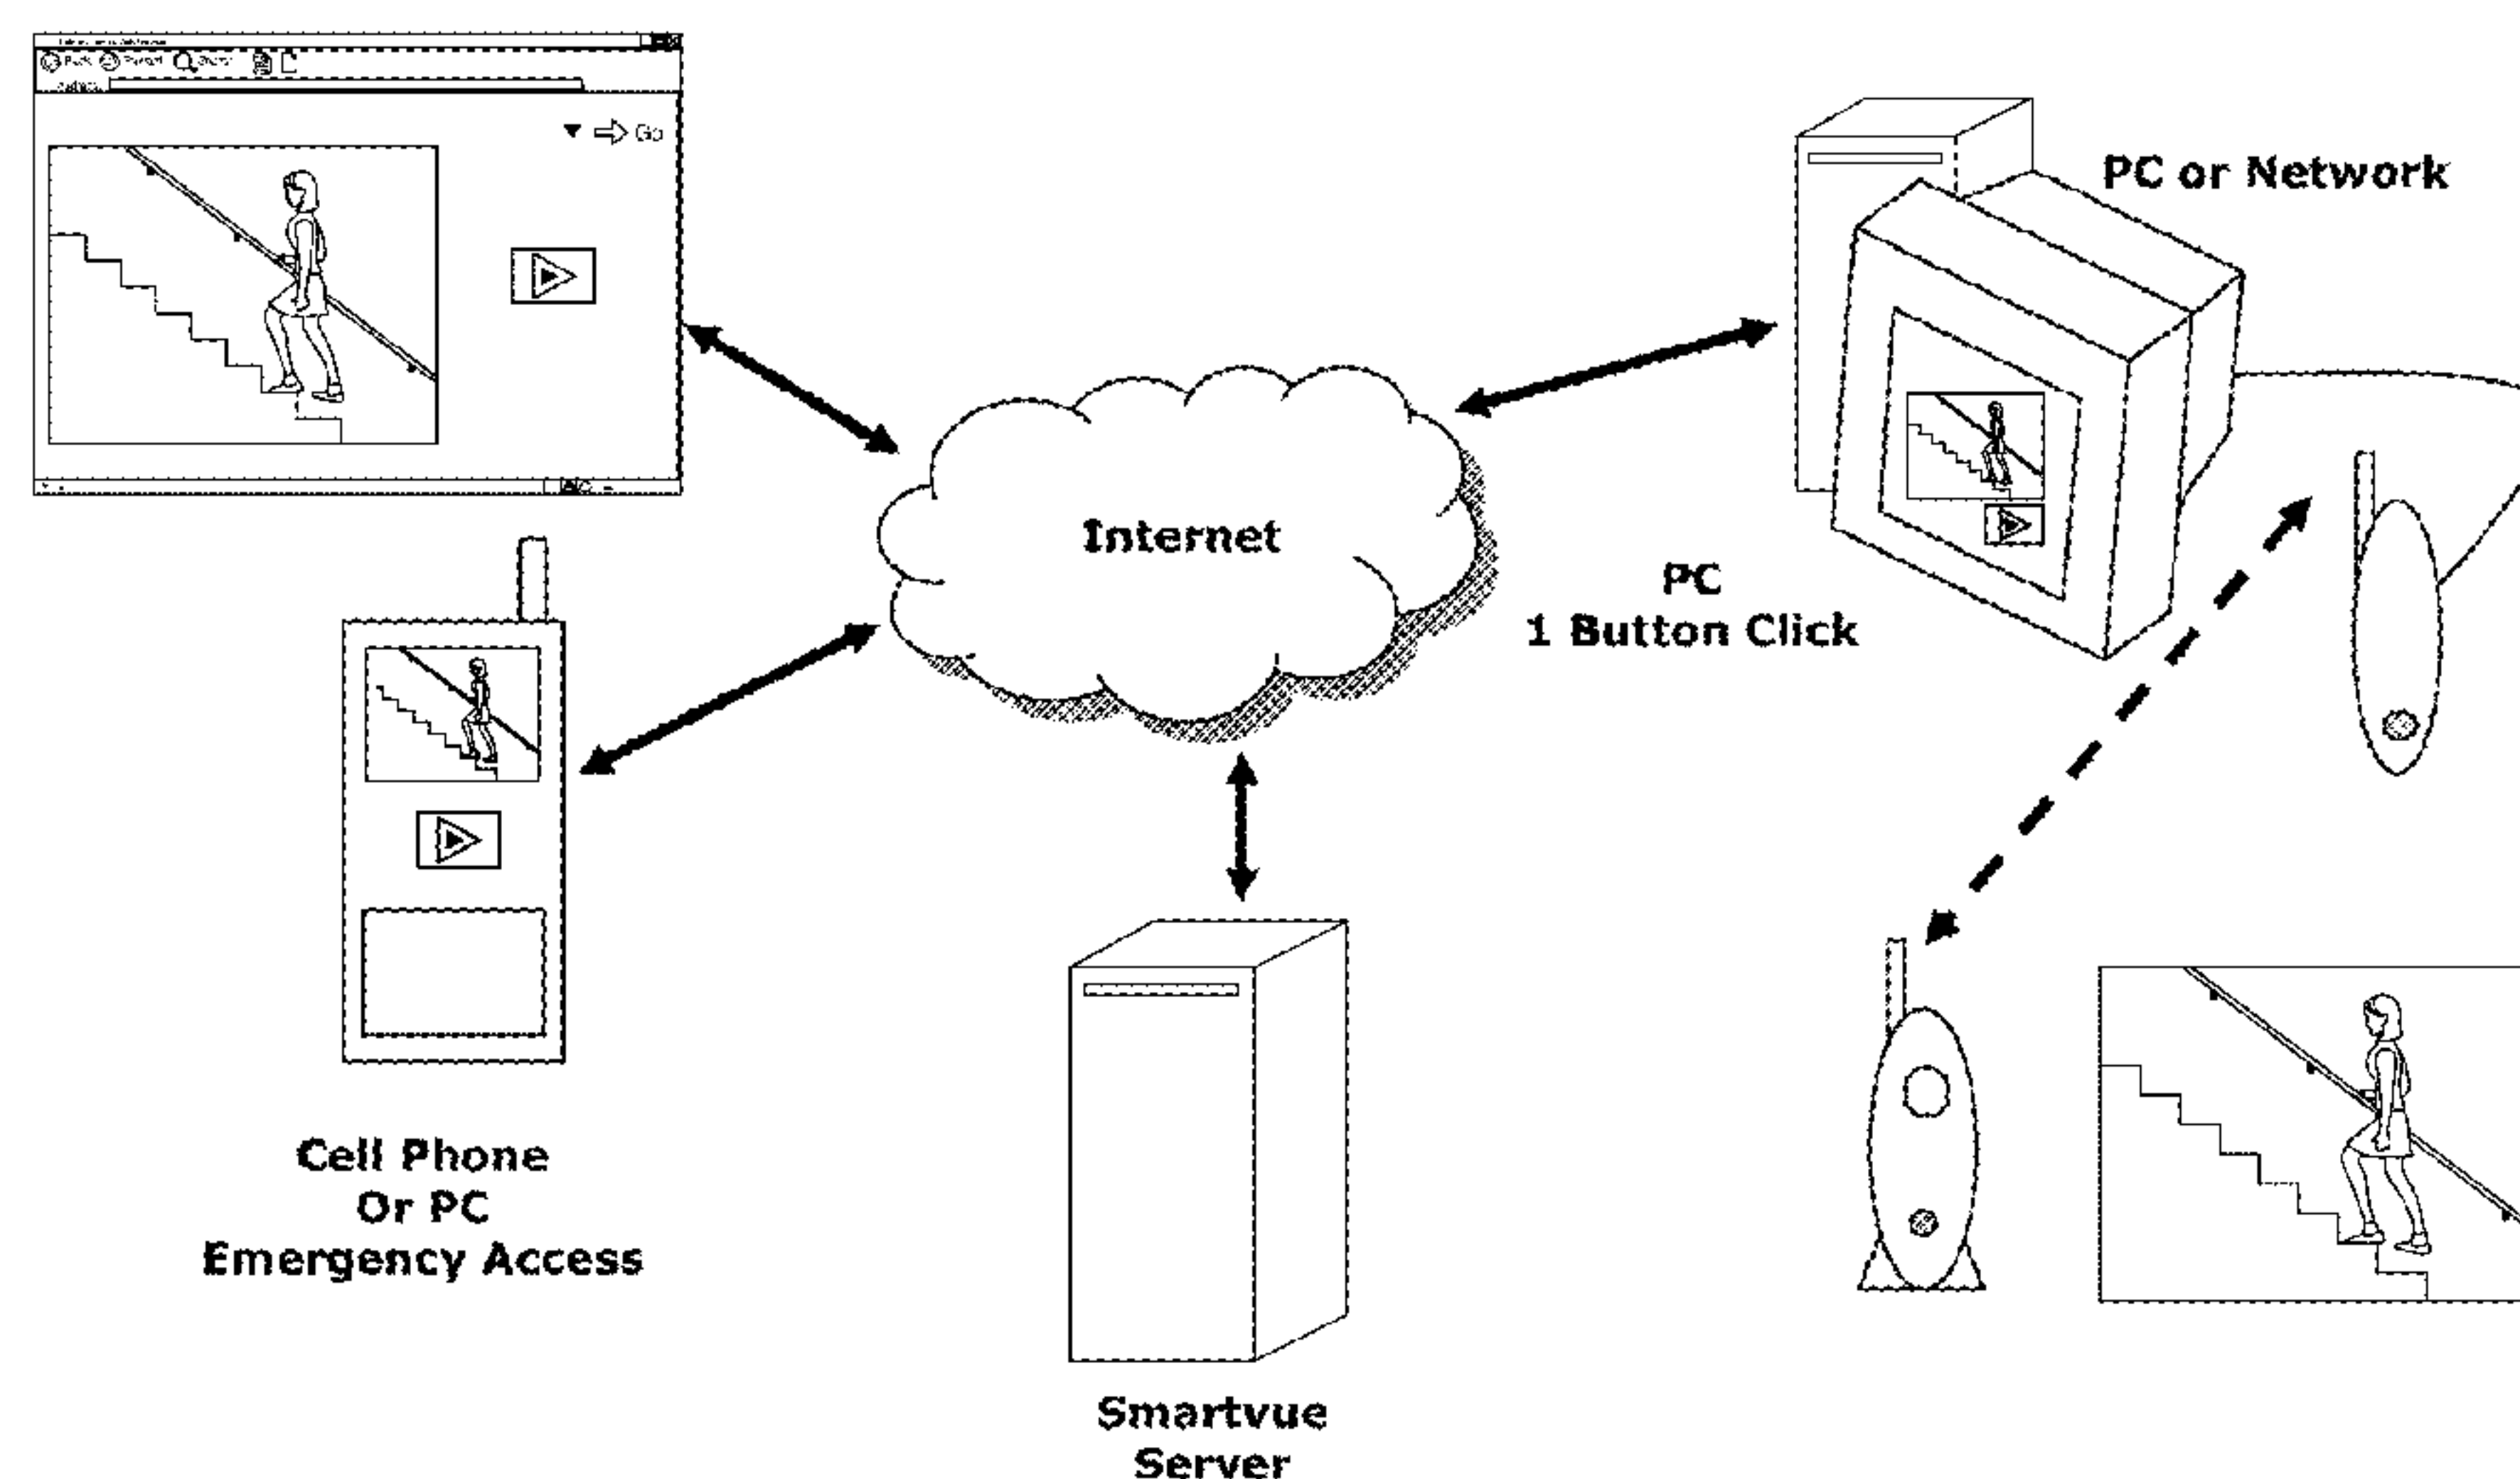 Go
PC or Network
Internet
PC
1 Button Click
Cell Phone
Or PC
Emergency Access
Smartvue
Server